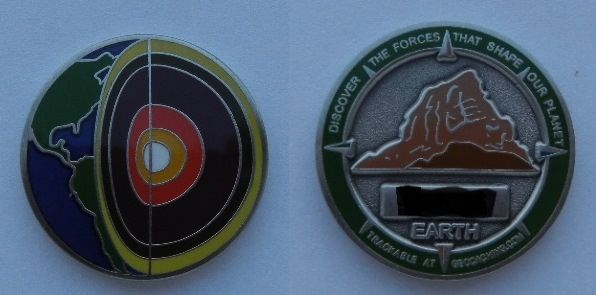 DISCOVER THE FORCES THAT SHAPE OUR PLANET
EARTH
TRACKABLE AT GEOCACHING.COM